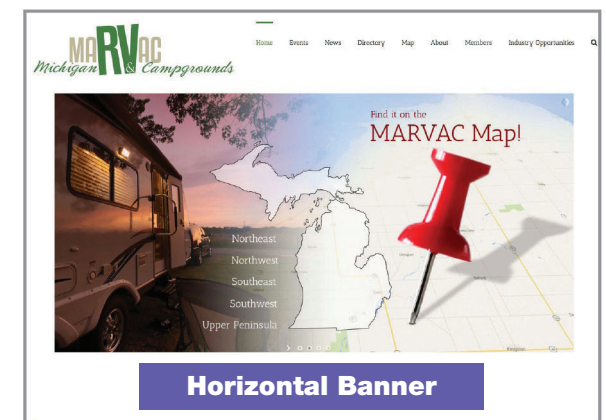 MARVAC
Michigan & Campgrounds
Home Events News Directory Map About Members Industry Opportunities
Find it on the
MARVAC Map!
Northeast
Northwest
Southeast
Southwest
Upper Peninsula
Horizontal Banner